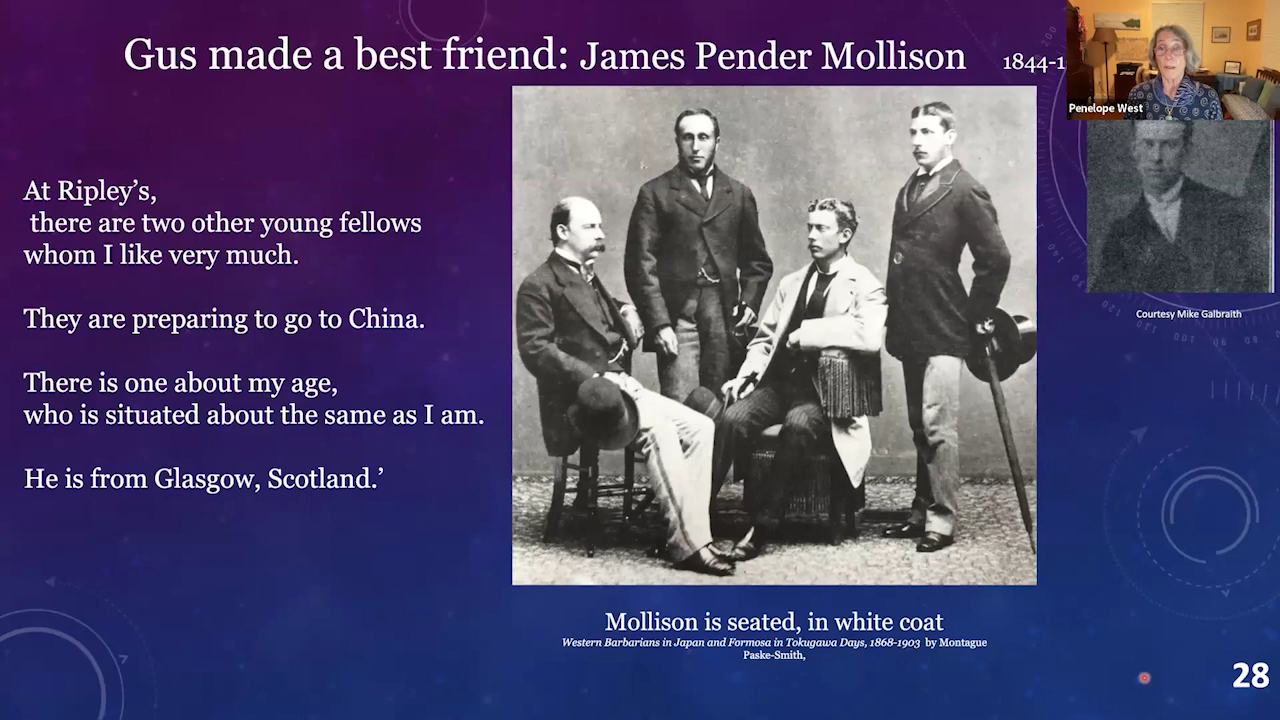 Gus made a best friend: James Pender Mollison 1844-1
Penelope West
At Ripley's,
there are two other young fellows
whom I like very much.
They are preparing to go to China.
There is one about my age,
who is situated about the same as I am.
He is from Glasgow, Scotland.'
Courtesy Mike Galbraith
Mollison is seated, in white coat
Western Barbarians in Japan and Formosa in Tokugawa Days, 1868-1903 by Montague
Paske-Smith,
28